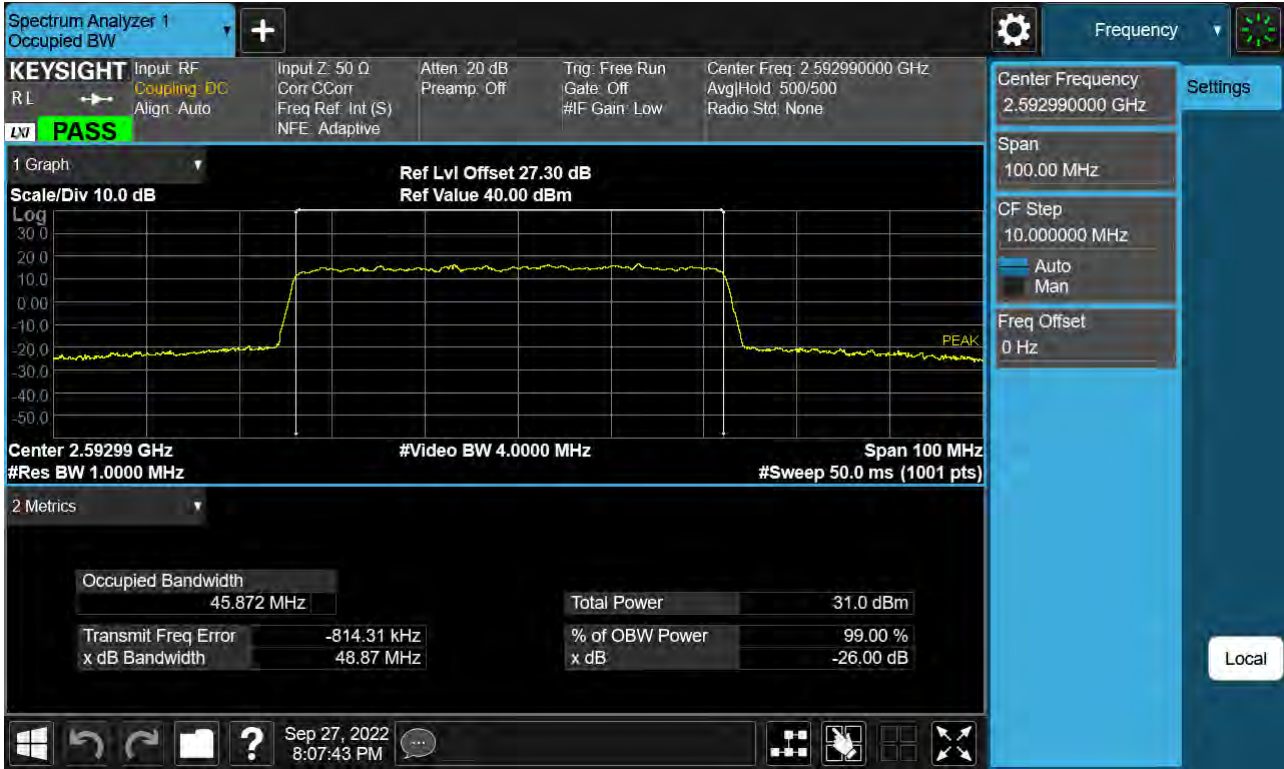 Spectrum Analyzer 1
Occupied BW
+
Frequency
KEYSIGHT
R L
LXI PASS
Input: RF
Coupling: DC
Align: Auto
Input Z: 50 Ω
Corr CCorr
Freq Ref: Int (S)
NFE: Adaptive
Atten: 20 dB
Preamp: Off
Trig: Free Run
Gate: Off
#IF Gain: Low
Center Freq: 2.592990000 GHz
Avg|Hold: 500/500
Radio Std: None
1 Graph
Scale/Div 10.0 dB
Ref Lvl Offset 27.30 dB
Ref Value 40.00 dBm
Log
30.0
20.0
10.0
0.00
-10.0
-20.0
-30.0
-40.0
-50.0
PEAK
Center 2.59299 GHz
#Res BW 1.0000 MHz
#Video BW 4.0000 MHz
Span 100 MHz
#Sweep 50.0 ms (1001 pts)
2 Metrics
Occupied Bandwidth
45.872 MHz
Transmit Freq Error -814.31 kHz
x dB Bandwidth 48.87 MHz
Total Power 31.0 dBm
% of OBW Power 99.00 %
x dB -26.00 dB
Center Frequency
2.592990000 GHz
Span
100.00 MHz
CF Step
10.000000 MHz
Auto
Man
Freq Offset
0 Hz
Settings
Local
?
Sep 27, 2022
8:07:43 PM